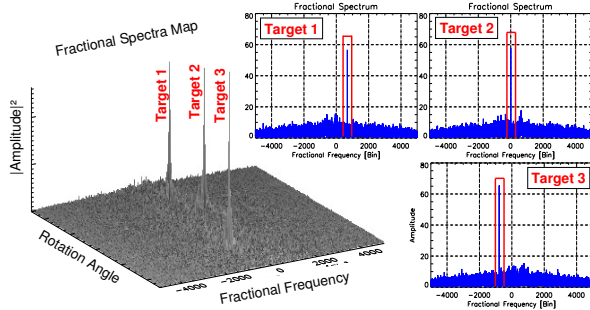 Fractional Spectra Map
Target 1
Target 2
Target 3
|Amplitude|²
Rotation Angle
Fractional Frequency
-4000
-2000
0
2000
4000
Fractional Spectrum
Target 1
80
60
40
20
0
-4000 -2000 0 2000 4000
Fractional Frequency [Bin]
Fractional Spectrum
Target 2
80
60
40
20
0
-4000 -2000 0 2000 4000
Fractional Frequency [Bin]
Target 3
Amplitude
80
60
40
20
0
-4000 -2000 0 2000 4000
Fractional Frequency [Bin]